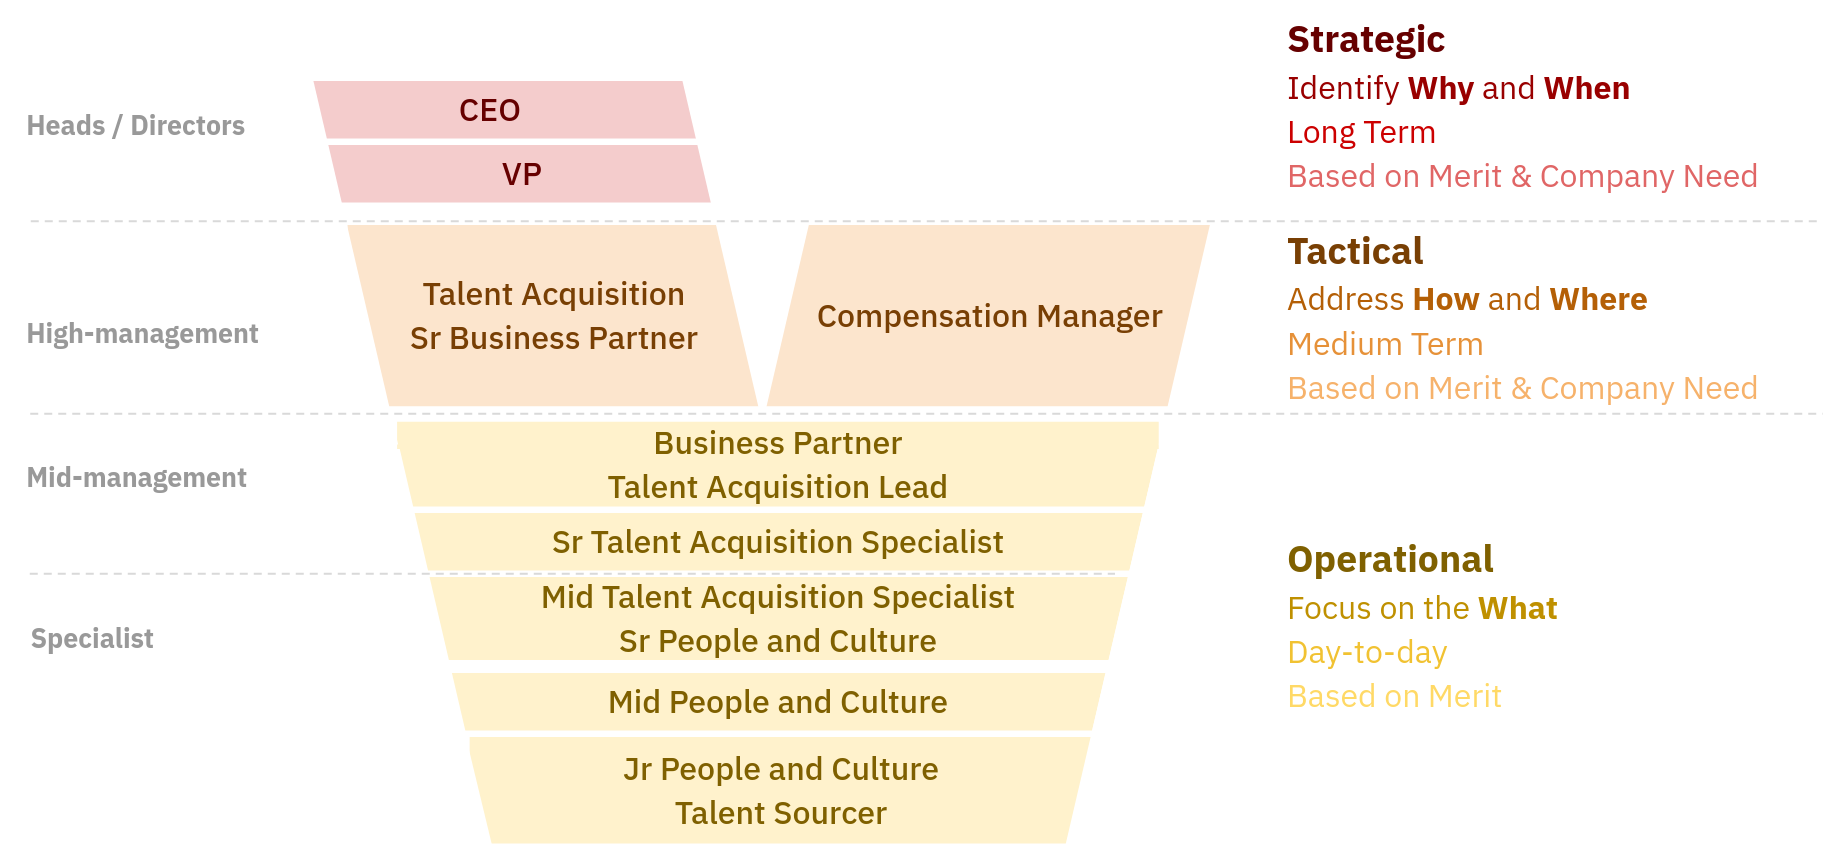 Strategic
Identify Why and When
Long Term
Based on Merit & Company Need
Heads / Directors
CEO
VP
Tactical
Address How and Where
Medium Term
Based on Merit & Company Need
High-management
Talent Acquisition
Sr Business Partner
Compensation Manager
Mid-management
Business Partner
Talent Acquisition Lead
Sr Talent Acquisition Specialist
Operational
Focus on the What
Day-to-day
Based on Merit
Specialist
Mid Talent Acquisition Specialist
Sr People and Culture
Mid People and Culture
Jr People and Culture
Talent Sourcer